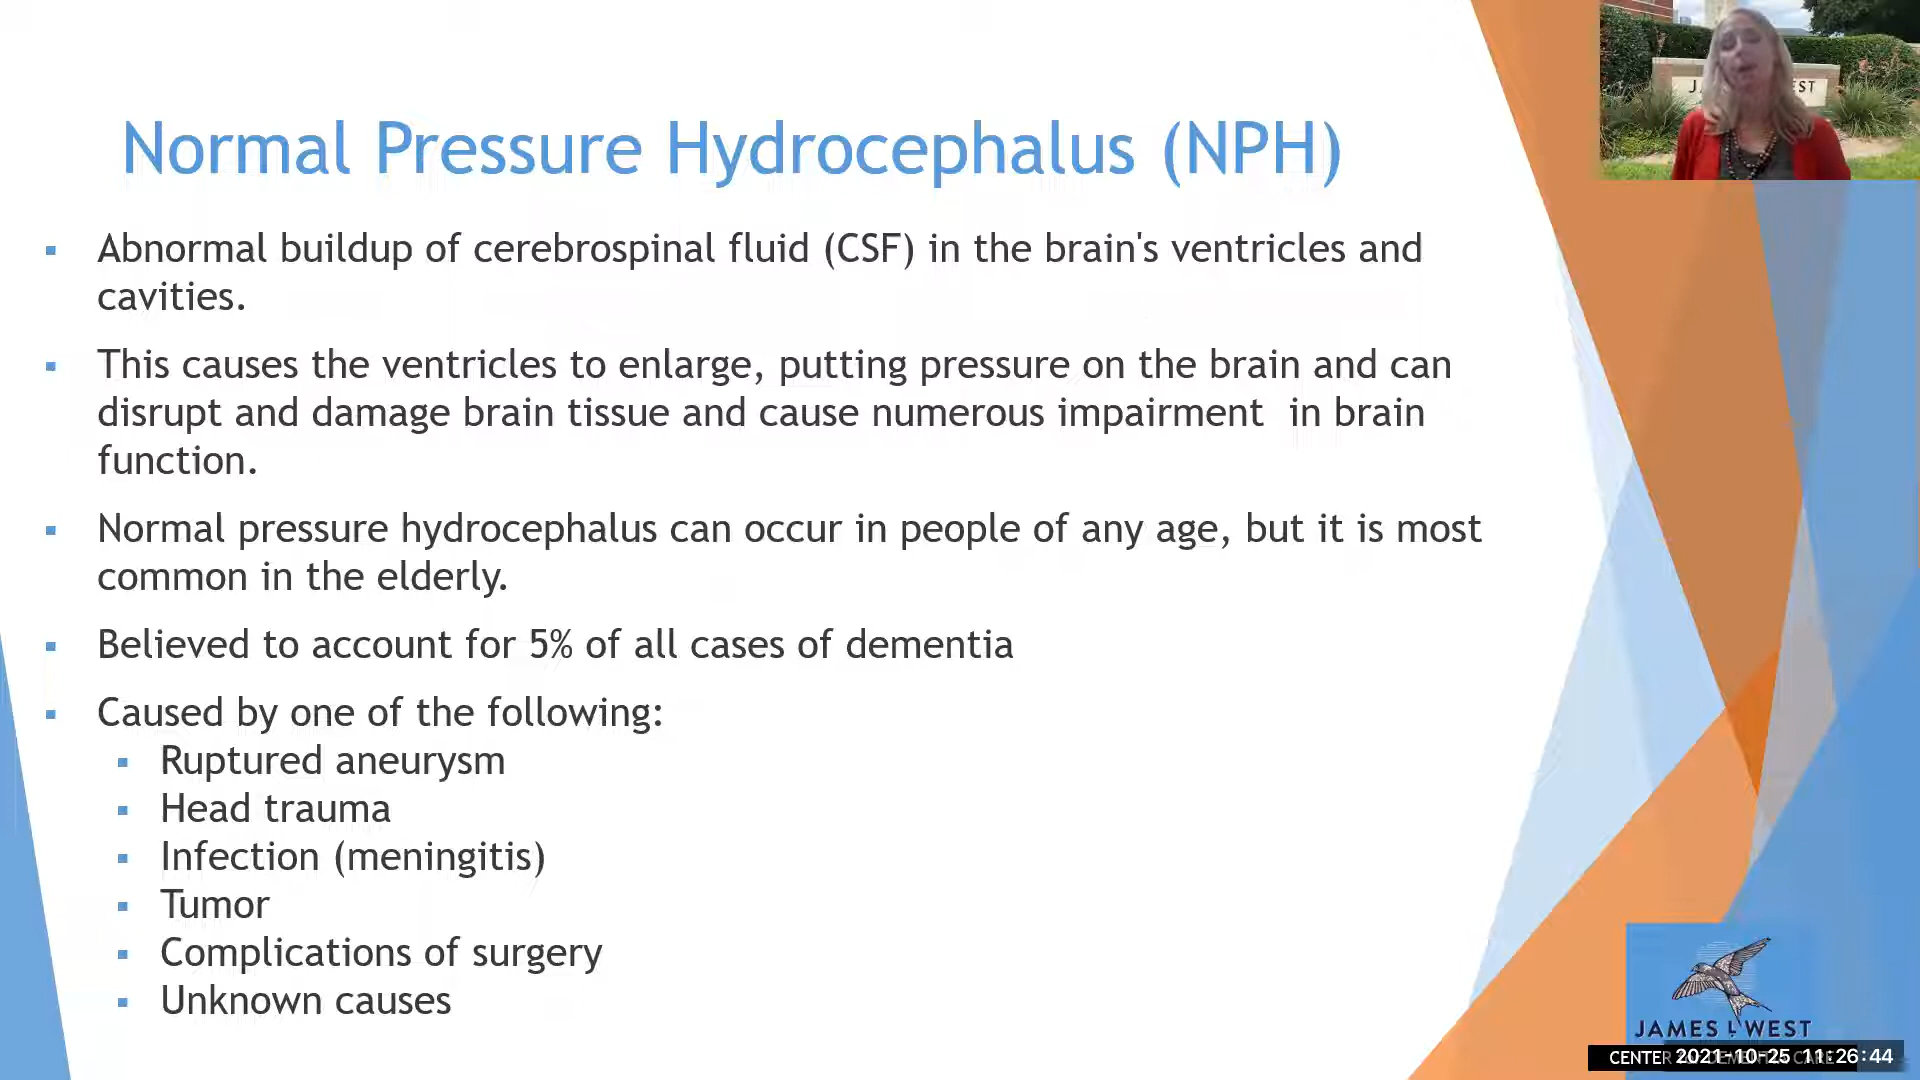 Normal Pressure Hydrocephalus (NPH)
Abnormal buildup of cerebrospinal fluid (CSF) in the brain's ventricles and
cavities.
This causes the ventricles to enlarge, putting pressure on the brain and can
disrupt and damage brain tissue and cause numerous impairment in brain
function.
Normal pressure hydrocephalus can occur in people of any age, but it is most
common in the elderly.
Believed to account for 5% of all cases of dementia
Caused by one of the following:
Ruptured aneurysm
Head trauma
Infection (meningitis)
Tumor
Complications of surgery
Unknown causes
JAMES L WEST
CENTER
2021-10-25 11:26:44